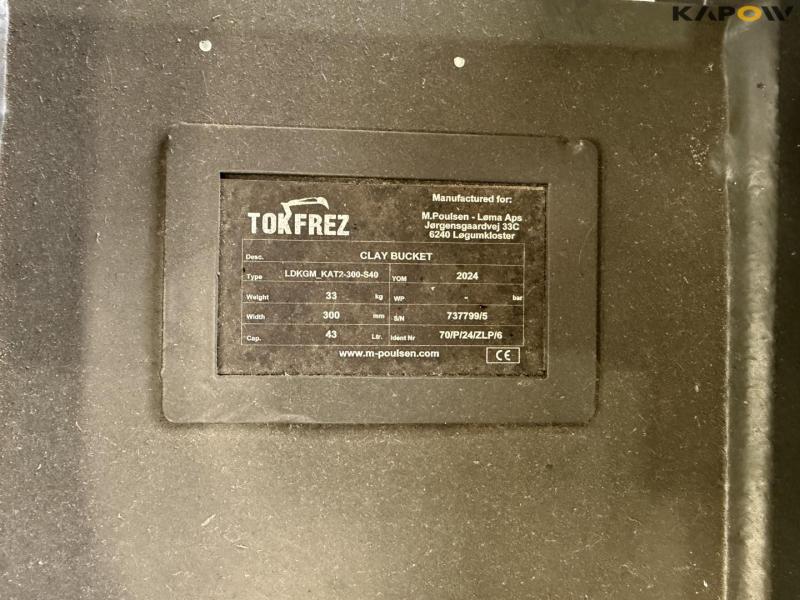 KAPOW
TOKFREZ
Manufactured for:
M.Poulsen - Løma Aps
Jørgensgaardvej 33C
6240 Løgumkloster
Desc. CLAY BUCKET
Type LDKGM_KAT2-300-S40 YOM 2024
Weight 33 kg WP - bar
Width 300 mm S/N 737799/5
Cap. 43 Ltr. Ident Nr 70/P/24/ZLP/6
www.m-poulsen.com CE